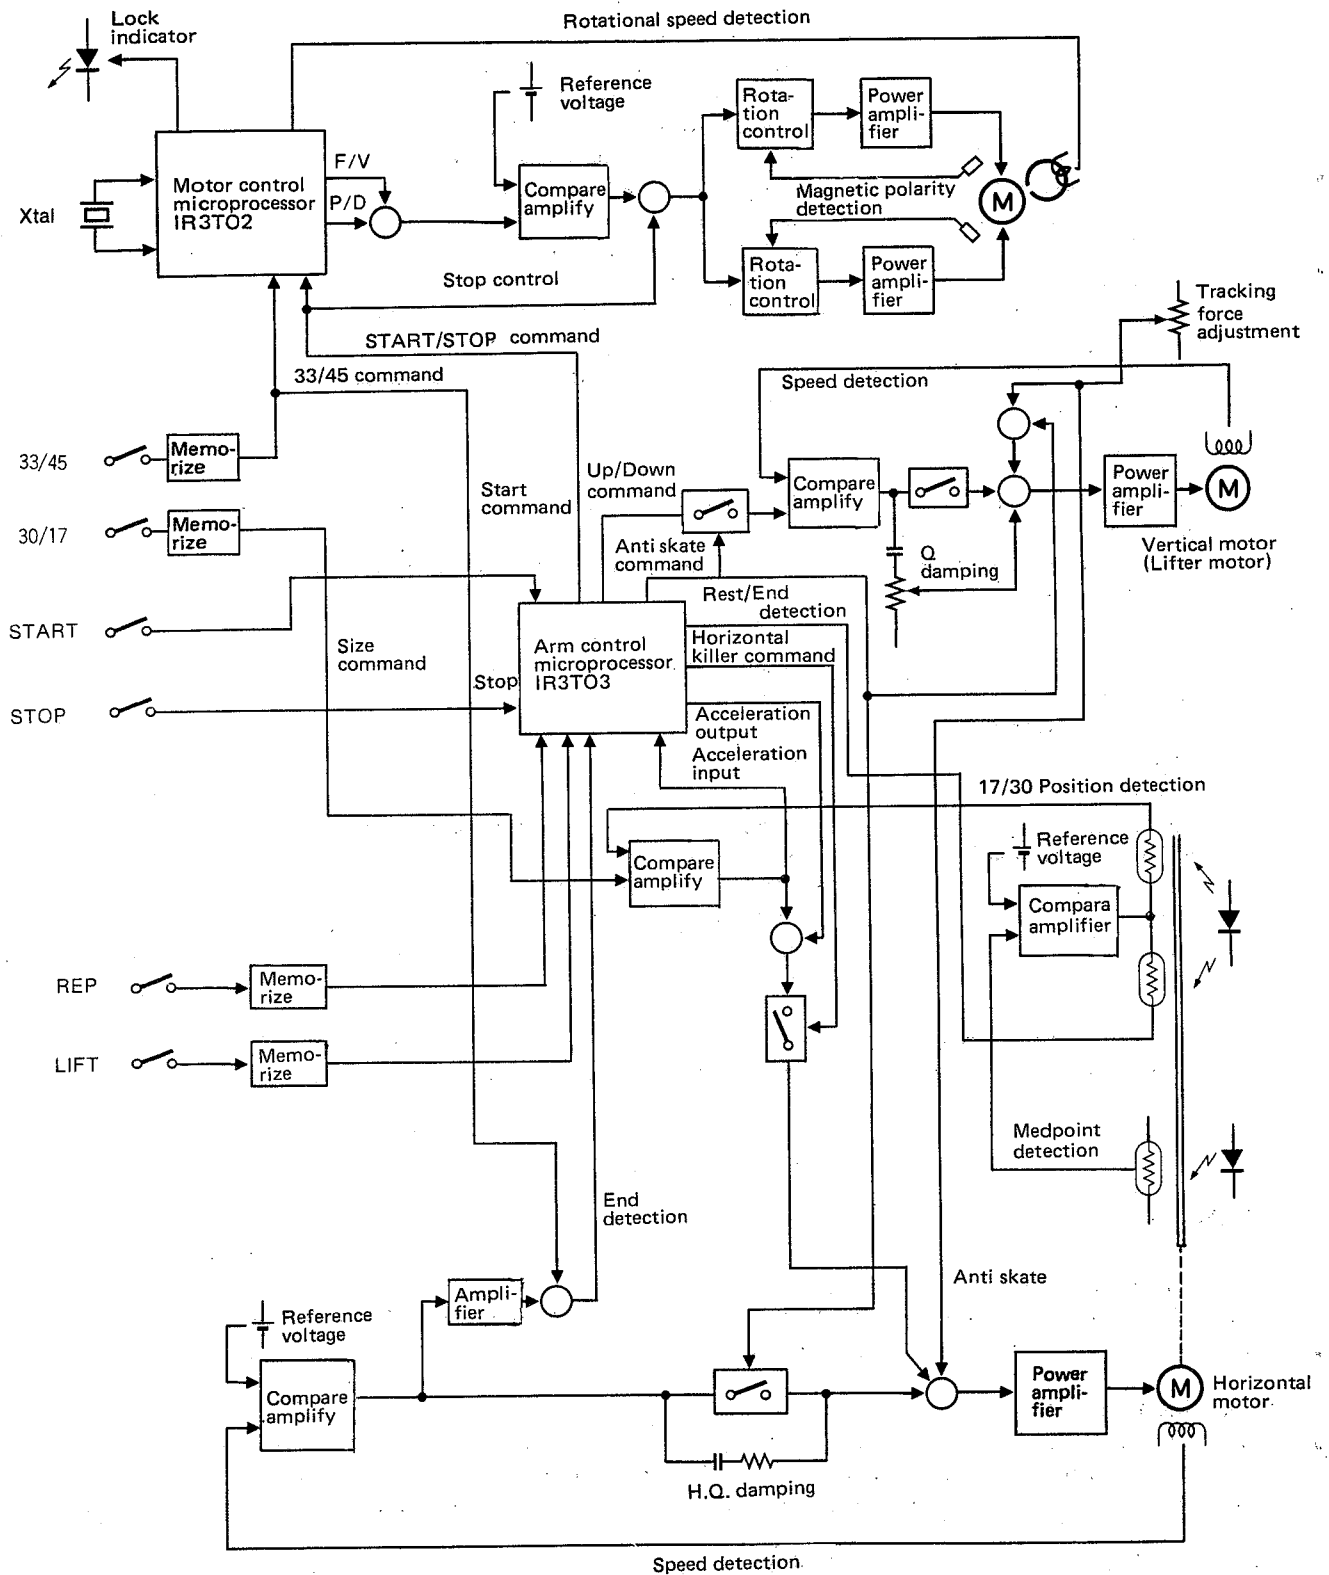 Rotational speed detection
Lock
indicator
Reference
voltage
Rota-
tion
control
Power
ampli-
fier
Xtal
Motor control
microprocessor
IR3TO2
F/V
P/D
Compare
amplify
Magnetic polarity
detection
M
Rota-
tion
control
Power
ampli-
fier
Stop control
START/STOP command
33/45 command
Tracking
force
adjustment
Speed detection
33/45
Memo-
rize
30/17
Memo-
rize
Start
command
Up/Down
command
Compare
amplify
Power
ampli-
fier
M
Vertical motor
(Lifter motor)
Anti skate
command
Q
damping
Rest/End
detection
START
Size
command
Arm control
microprocessor
IR3TO3
Horizontal
killer command
Stop
STOP
Acceleration
output
Acceleration
input
17/30 Position detection
Reference
voltage
Compare
amplify
Compara
amplifier
REP
Memo-
rize
LIFT
Memo-
rize
Medpoint
detection
End
detection
Anti skate
Ampli-
fier
Reference
voltage
Compare
amplify
Power
ampli-
fier
M
Horizontal
motor
H.Q. damping
Speed detection